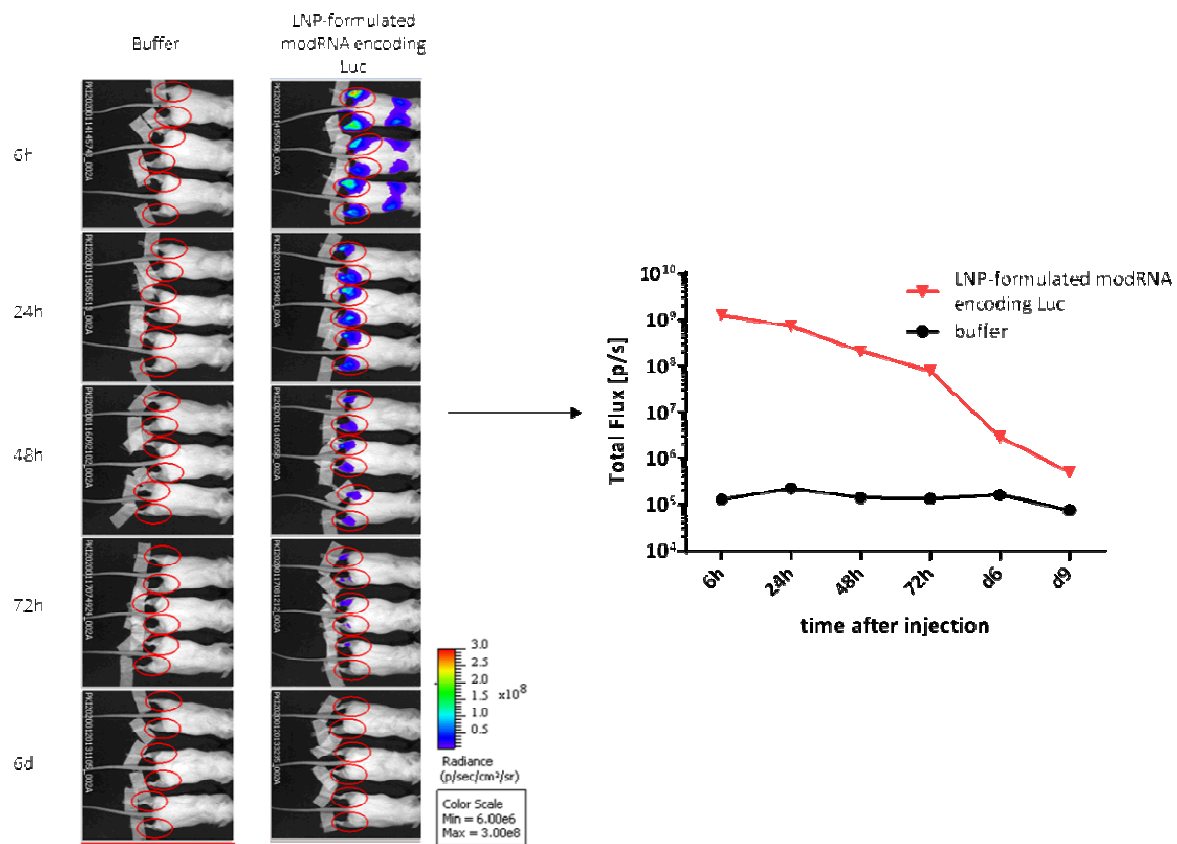 Buffer
LNP-formulated
modRNA encoding
Luc
6h
24h
48h
72h
6d
3.0
2.5
2.0
1.5
1.0
0.5
x10⁸
Radiance
(p/sec/cm²/sr)
Color Scale
Min = 6.00e6
Max = 3.00e8
Total Flux [p/s]
10¹⁰
10⁹
10⁸
10⁷
10⁶
10⁵
10⁴
LNP-formulated modRNA
encoding Luc
buffer
6h
24h
48h
72h
d6
d9
time after injection